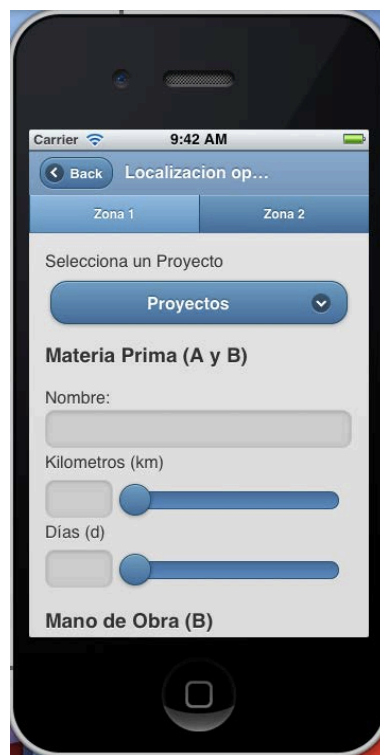 Carrier 9:42 AM
Back Localizacion op...
Zona 1 Zona 2
Selecciona un Proyecto
Proyectos
Materia Prima (A y B)
Nombre:
Kilometros (km)
Días (d)
Mano de Obra (B)